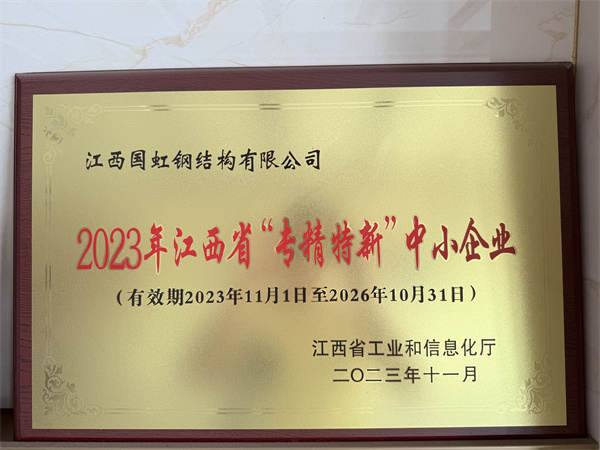 江西国虹钢结构有限公司
2023年江西省“专精特新”中小企业
（有效期2023年11月1日至2026年10月31日）
江西省工业和信息化厅
二〇二三年十一月